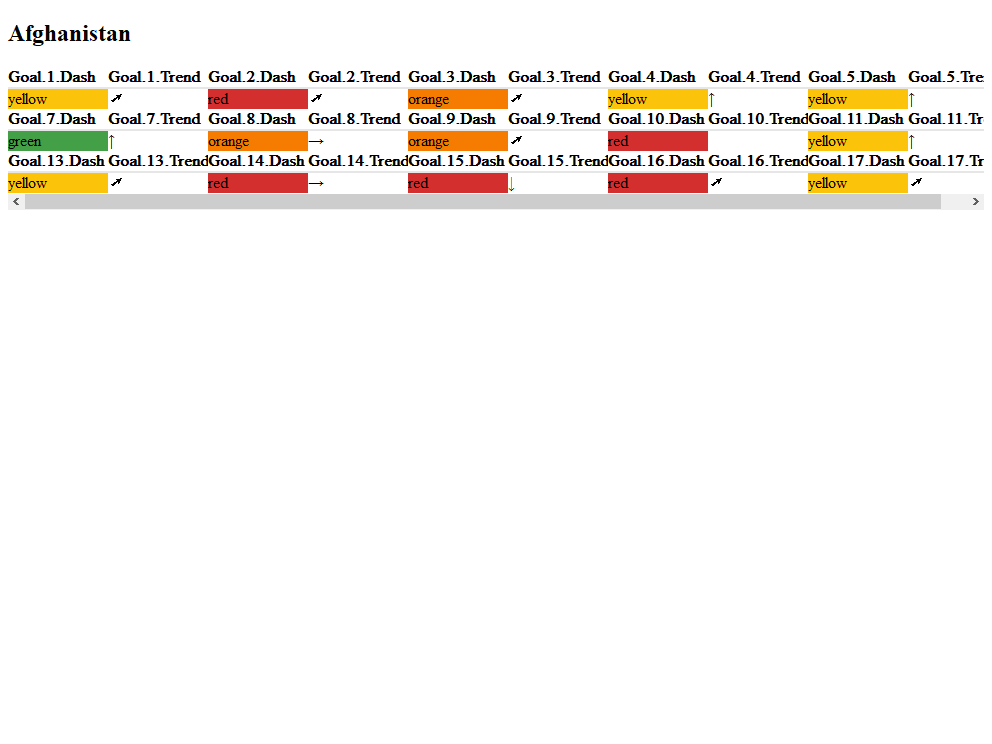 Afghanistan
Goal.1.Dash Goal.1.Trend Goal.2.Dash Goal.2.Trend Goal.3.Dash Goal.3.Trend Goal.4.Dash Goal.4.Trend Goal.5.Dash Goal.5.Tre
yellow ➚ red ➚ orange ➚ yellow ↑ yellow ↑
Goal.7.Dash Goal.7.Trend Goal.8.Dash Goal.8.Trend Goal.9.Dash Goal.9.Trend Goal.10.Dash Goal.10.Trend Goal.11.Dash Goal.11.Tr
green ↑ orange → orange ➚ red yellow ↑
Goal.13.Dash Goal.13.Trend Goal.14.Dash Goal.14.Trend Goal.15.Dash Goal.15.Trend Goal.16.Dash Goal.16.Trend Goal.17.Dash Goal.17.T
yellow ➚ red → red ↓ red ➚ yellow ➚